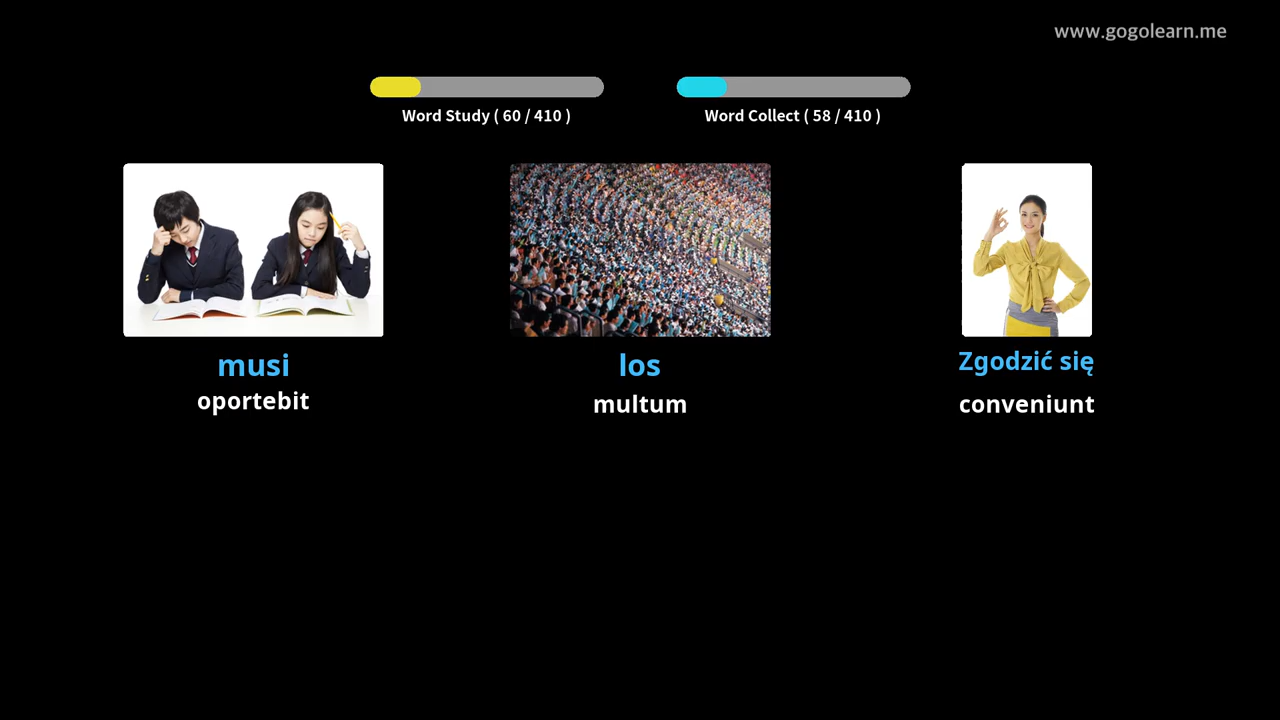 www.gogolearn.me
Word Study ( 60 / 410 )
Word Collect ( 58 / 410 )
musi
oportebit
los
multum
Zgodzić się
conveniunt